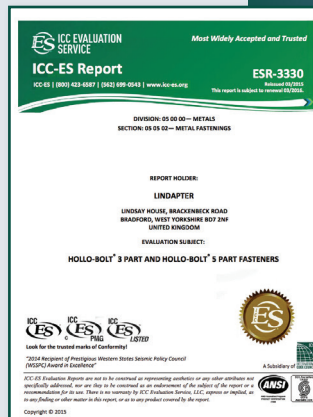 ICC EVALUATION
SERVICE
Most Widely Accepted and Trusted
ICC-ES Report
ESR-3330
ICC-ES | (800) 423-6587 | (562) 699-0543 | www.icc-es.org
Reissued 03/2015
This report is subject to renewal 03/2016.
DIVISION: 05 00 00— METALS
SECTION: 05 05 02— METAL FASTENINGS
REPORT HOLDER:
LINDAPTER
LINDSAY HOUSE, BRACKENBECK ROAD
BRADFORD, WEST YORKSHIRE BD7 2NF
UNITED KINGDOM
EVALUATION SUBJECT:
HOLLO-BOLT® 3 PART AND HOLLO-BOLT® 5 PART FASTENERS
ICC ICC ICC
ES ES ES
PMG LISTED
Look for the trusted marks of Conformity!
"2014 Recipient of Prestigious Western States Seismic Policy Council
(WSSPC) Award in Excellence"
A Subsidiary of
ICC-ES Evaluation Reports are not to be construed as representing aesthetics or any other attributes not
specifically addressed, nor are they to be construed as an endorsement of the subject of the report or a
recommendation for its use. There is no warranty by ICC Evaluation Service, LLC, express or implied, as
to any finding or other matter in this report, or as to any product covered by the report.
ANSI
Copyright © 2015